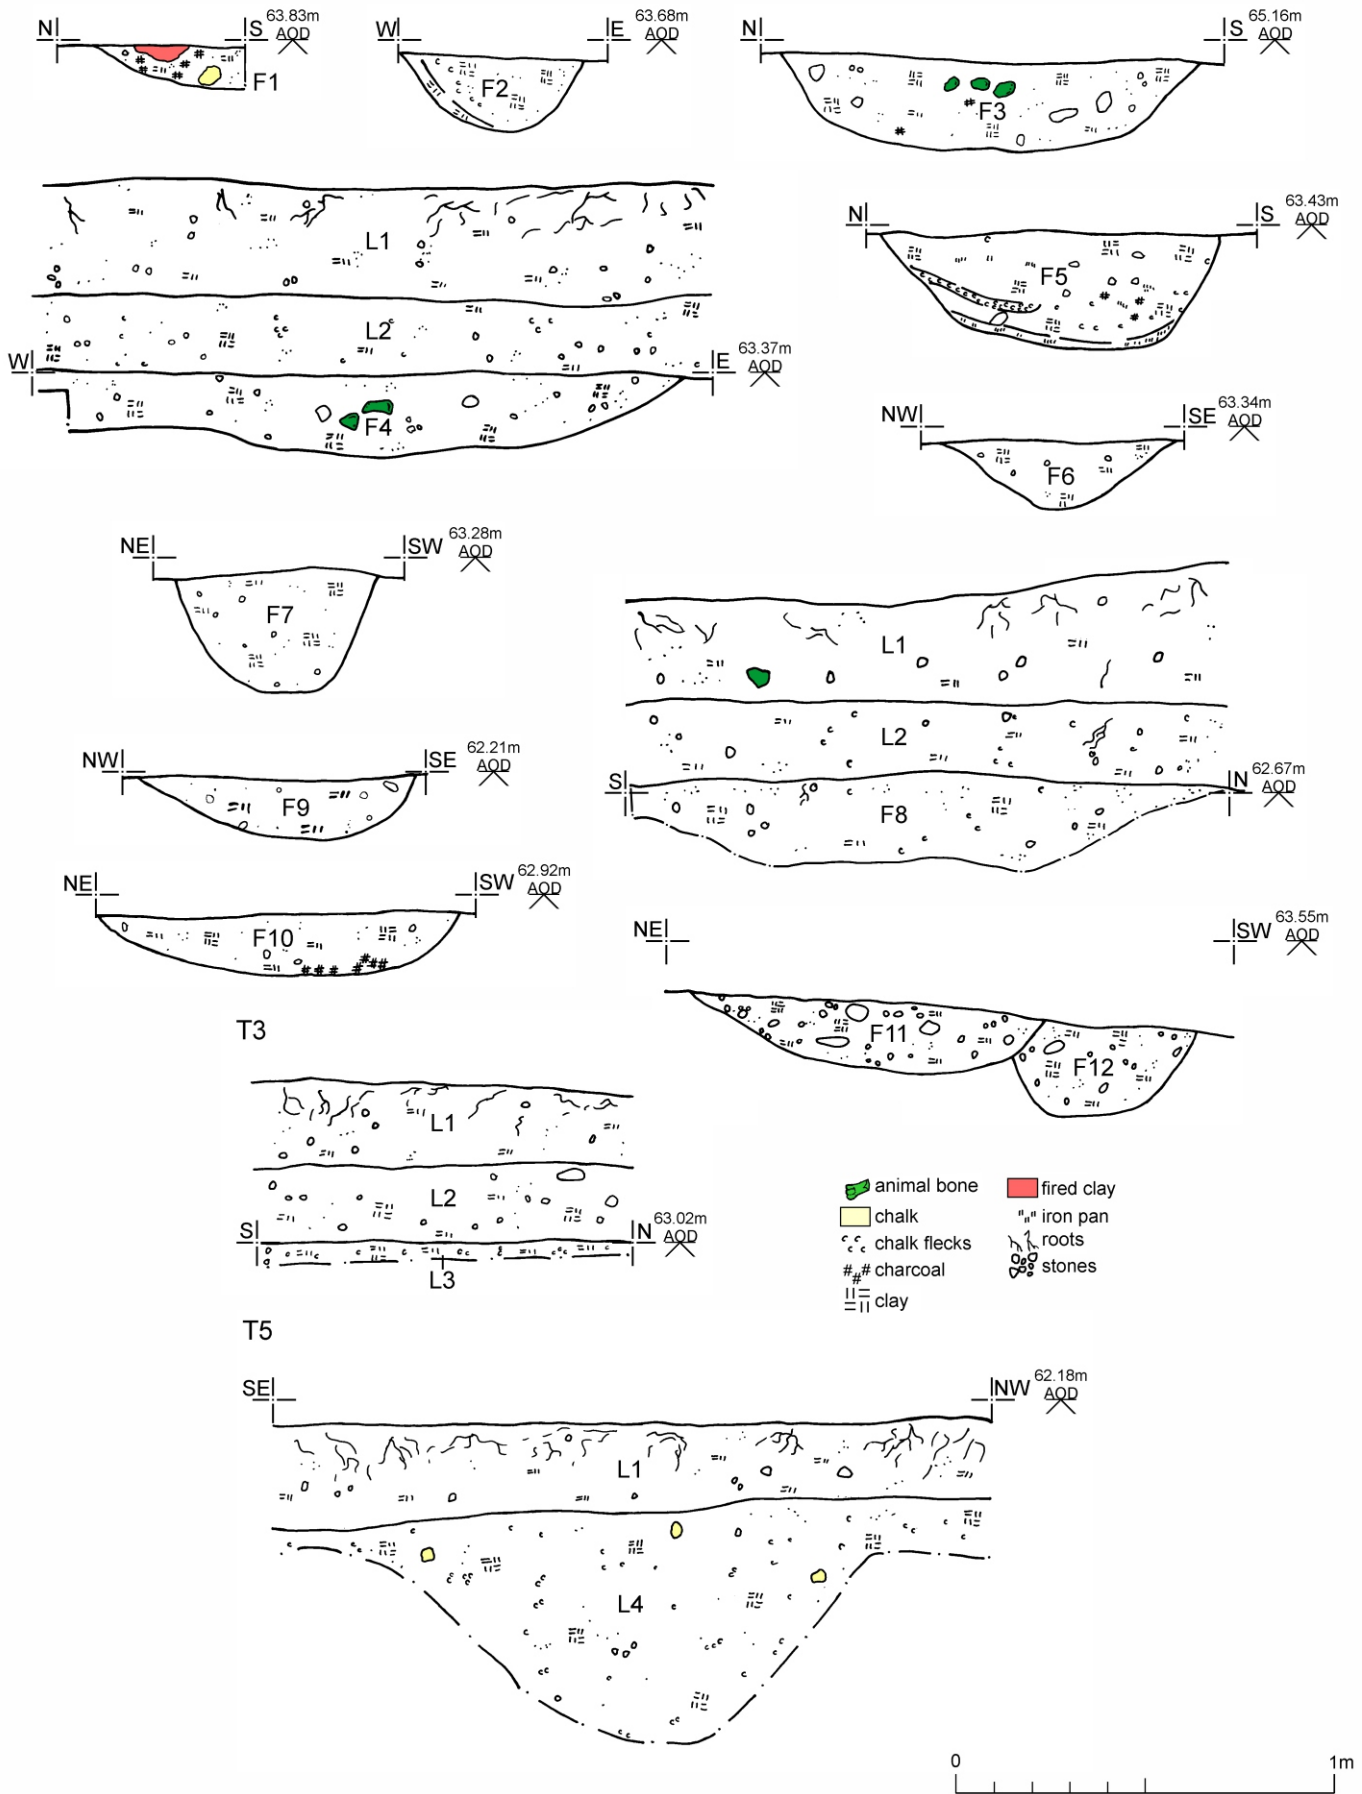 N S 63.83m
AOD
F1
W E 63.68m
AOD
F2
N S 65.16m
AOD
F3
L1
L2
W E 63.37m
AOD
F4
N S 63.43m
AOD
F5
NW SE 63.34m
AOD
F6
NE SW 63.28m
AOD
F7
L1
L2
S N 62.67m
AOD
F8
NW SE 62.21m
AOD
F9
NE SW 62.92m
AOD
F10
NE SW 63.55m
AOD
F11
F12
T3
L1
L2
S N 63.02m
AOD
L3
animal bone
chalk
chalk flecks
charcoal
clay
fired clay
iron pan
roots
stones
T5
SE NW 62.18m
AOD
L1
L4
0 1m